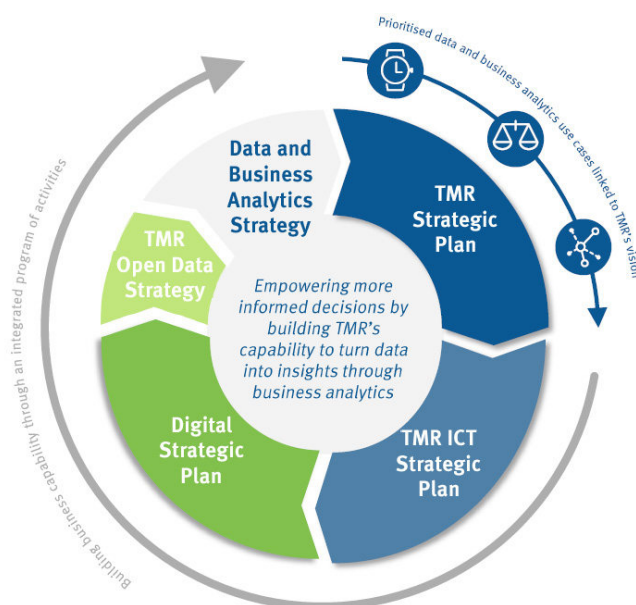 Prioritised data and business analytics use cases linked to TMR's vision
Data and
Business
Analytics
Strategy
TMR
Strategic
Plan
TMR
Open Data
Strategy
Empowering more
informed decisions by
building TMR's
capability to turn data
into insights through
business analytics
Digital
Strategic
Plan
TMR ICT
Strategic
Plan
Building business capability through an integrated program of activities